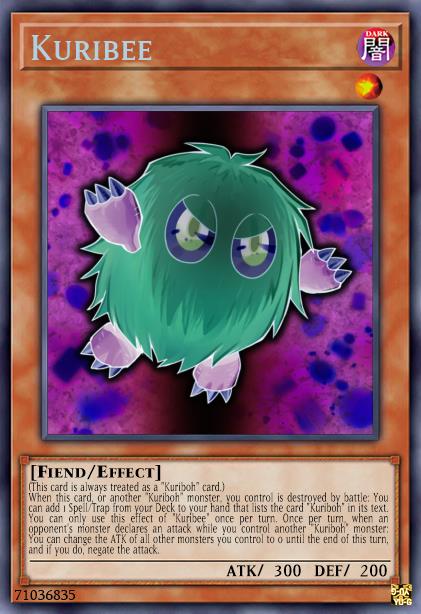 KURIBEE
DARK
闇
[FIEND/EFFECT]
(This card is always treated as a "Kuriboh" card.)
When this card, or another "Kuriboh" monster, you control is destroyed by battle: You
can add 1 Spell/Trap from your Deck to your hand that lists the card "Kuriboh" in its text.
You can only use this effect of "Kuribee" once per turn. Once per turn, when an
opponent's monster declares an attack while you control another "Kuriboh" monster:
You can change the ATK of all other monsters you control to 0 until the end of this turn,
and if you do, negate the attack.
ATK/ 300 DEF/ 200
71036835